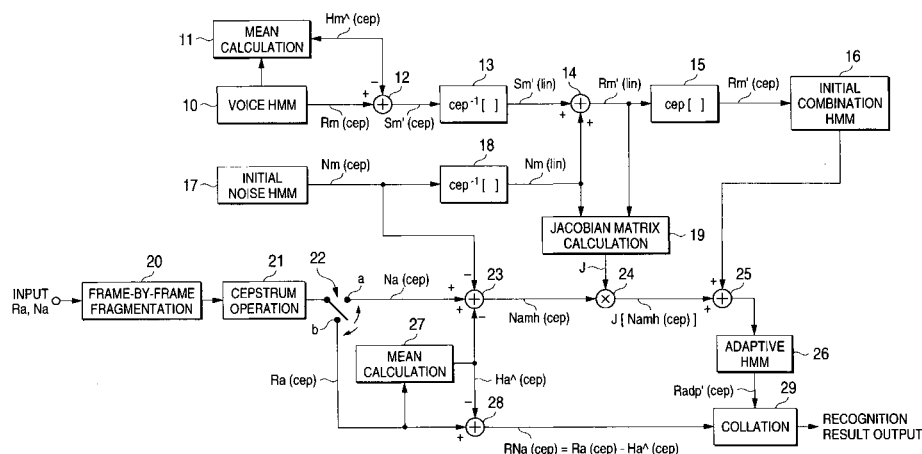 11
MEAN
CALCULATION
Hm^ (cep)
10
VOICE HMM
Rm (cep)
−
+
12
Sm' (cep)
13
cep⁻¹ [ ]
Sm' (lin)
14
+
+
Rm' (lin)
15
cep [ ]
Rm' (cep)
16
INITIAL
COMBINATION
HMM
17
INITIAL
NOISE HMM
Nm (cep)
18
cep⁻¹ [ ]
Nm (lin)
JACOBIAN MATRIX
CALCULATION
19
J
INPUT
Ra, Na
20
FRAME-BY-FRAME
FRAGMENTATION
21
CEPSTRUM
OPERATION
22
a
b
Na (cep)
−
+
−
23
Namh (cep)
24
J [ Namh (cep) ]
+
+
25
ADAPTIVE
HMM
26
27
MEAN
CALCULATION
Ra (cep)
Ha^ (cep)
−
+
28
RNa (cep) = Ra (cep) - Ha^ (cep)
Radp' (cep)
29
COLLATION
RECOGNITION
RESULT OUTPUT